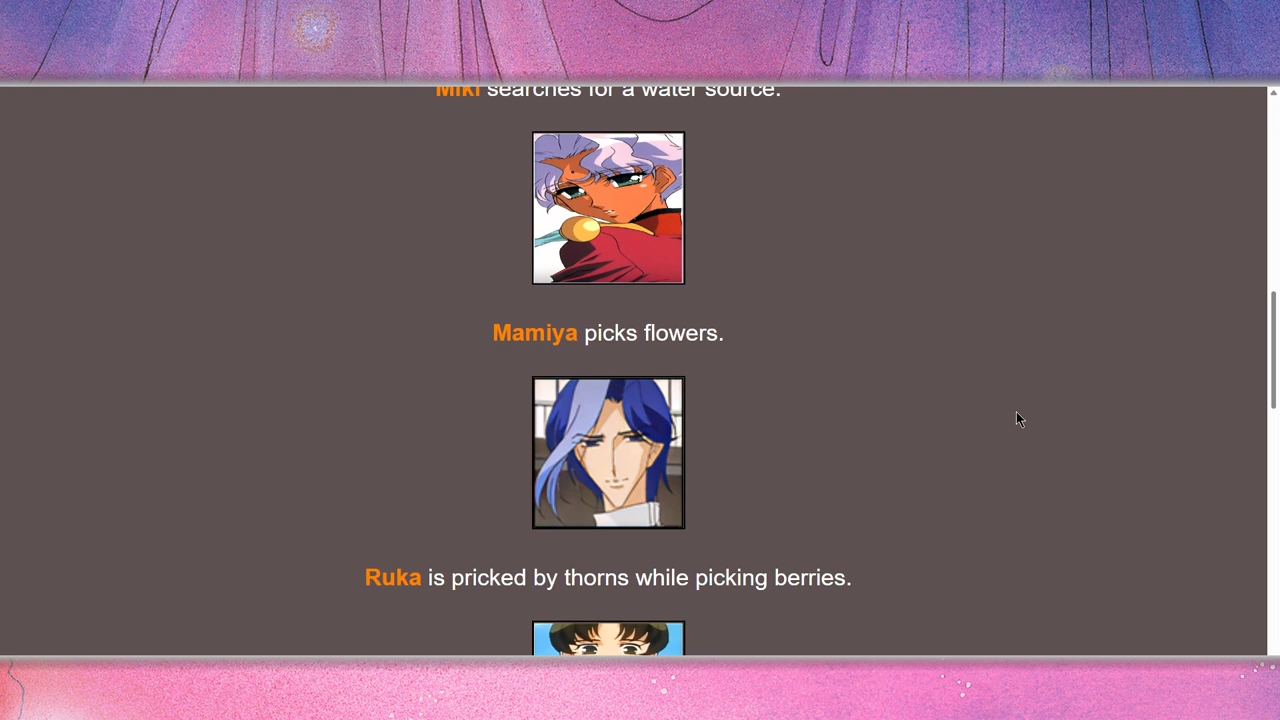 Miki searches for a water source.
Mamiya picks flowers.
Ruka is pricked by thorns while picking berries.